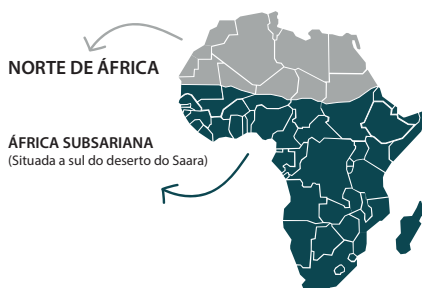 NORTE DE ÁFRICA
ÁFRICA SUBSARIANA
(Situada a sul do deserto do Saara)